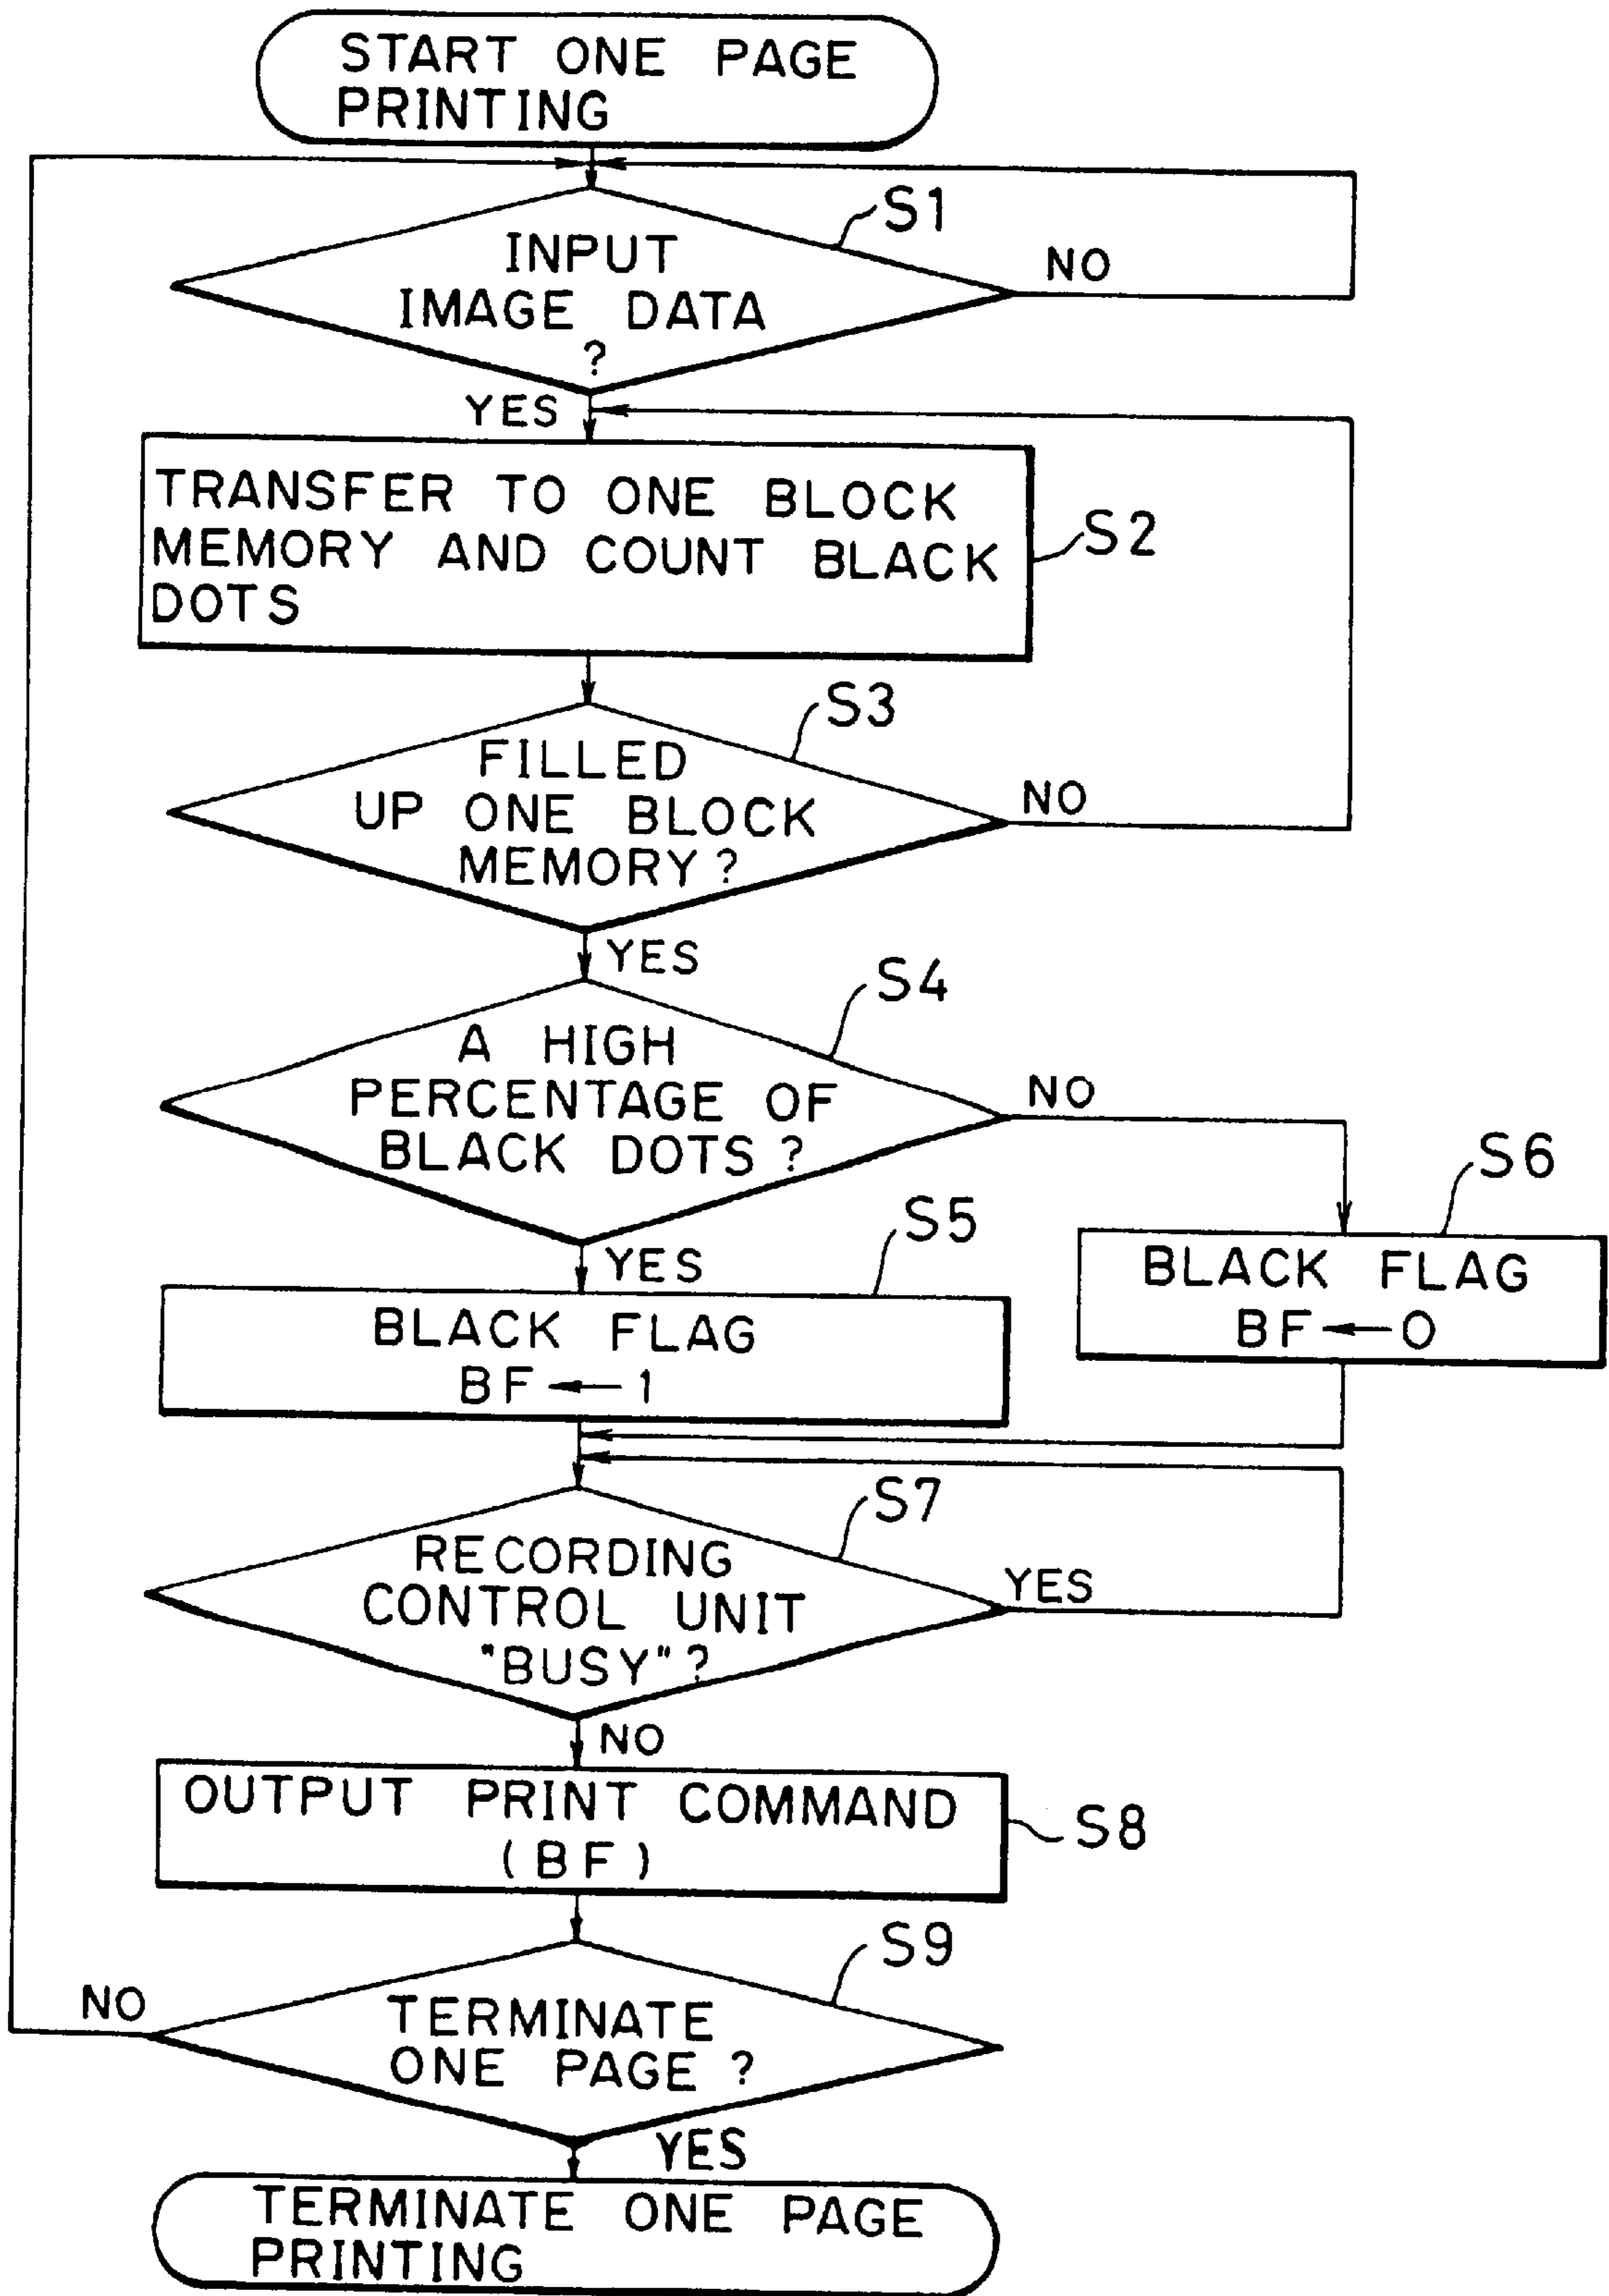 START ONE PAGE
PRINTING
S1
INPUT
IMAGE DATA
?
NO
YES
TRANSFER TO ONE BLOCK
MEMORY AND COUNT BLACK
DOTS
S2
S3
FILLED
UP ONE BLOCK
MEMORY?
NO
YES
S4
A HIGH
PERCENTAGE OF
BLACK DOTS?
NO
YES
S5
BLACK FLAG
BF ← 1
S6
BLACK FLAG
BF ← 0
S7
RECORDING
CONTROL UNIT
"BUSY"?
YES
NO
OUTPUT PRINT COMMAND
(BF)
S8
S9
TERMINATE
ONE PAGE?
NO
YES
TERMINATE ONE PAGE
PRINTING